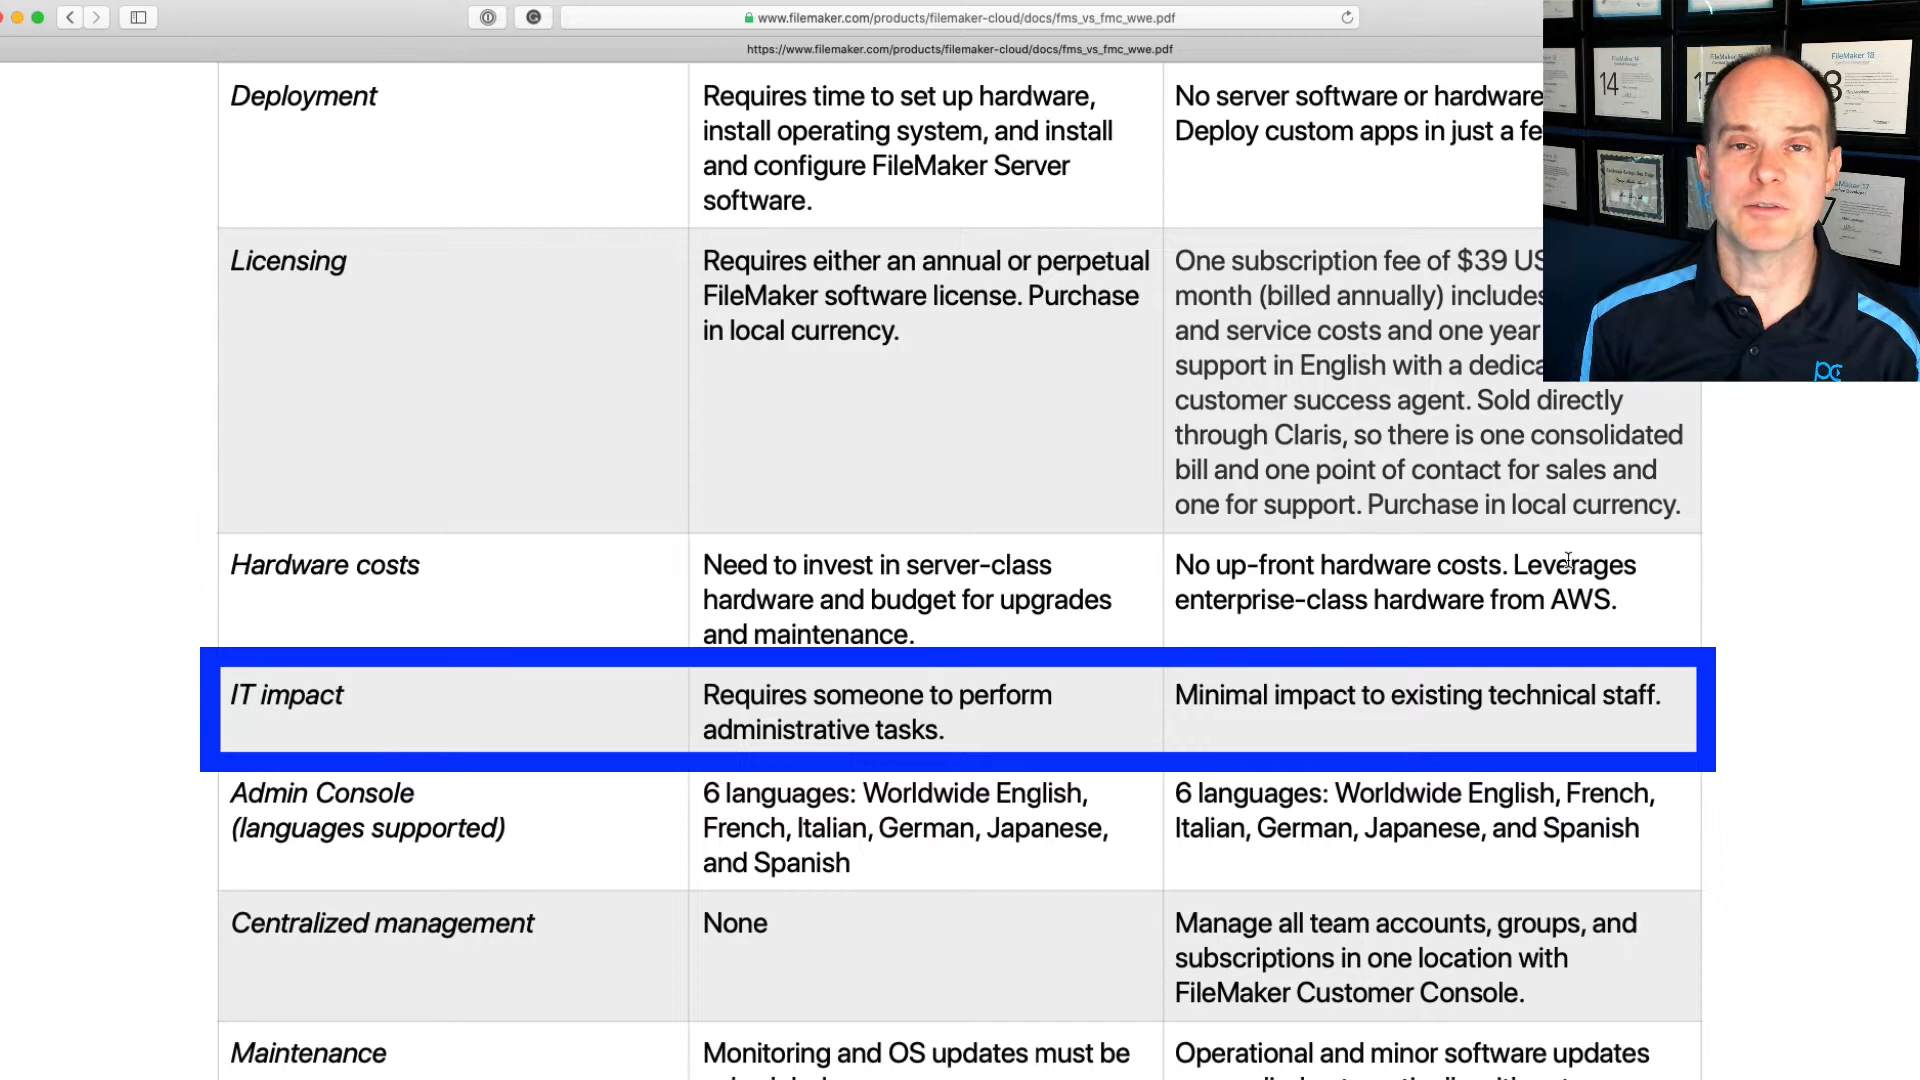 www.filemaker.com/products/filemaker-cloud/docs/fms_vs_fmc_wwe.pdf
https://www.filemaker.com/products/filemaker-cloud/docs/fms_vs_fmc_wwe.pdf
Deployment
Requires time to set up hardware,
install operating system, and install
and configure FileMaker Server
software.
No server software or hardware
Deploy custom apps in just a fe
Licensing
Requires either an annual or perpetual
FileMaker software license. Purchase
in local currency.
One subscription fee of $39 US
month (billed annually) includes
and service costs and one year
support in English with a dedica
customer success agent. Sold directly
through Claris, so there is one consolidated
bill and one point of contact for sales and
one for support. Purchase in local currency.
Hardware costs
Need to invest in server-class
hardware and budget for upgrades
and maintenance.
No up-front hardware costs. Leverages
enterprise-class hardware from AWS.
IT impact
Requires someone to perform
administrative tasks.
Minimal impact to existing technical staff.
Admin Console
(languages supported)
6 languages: Worldwide English,
French, Italian, German, Japanese,
and Spanish
6 languages: Worldwide English, French,
Italian, German, Japanese, and Spanish
Centralized management
None
Manage all team accounts, groups, and
subscriptions in one location with
FileMaker Customer Console.
Maintenance
Monitoring and OS updates must be
Operational and minor software updates
14
FileMaker 18
pc